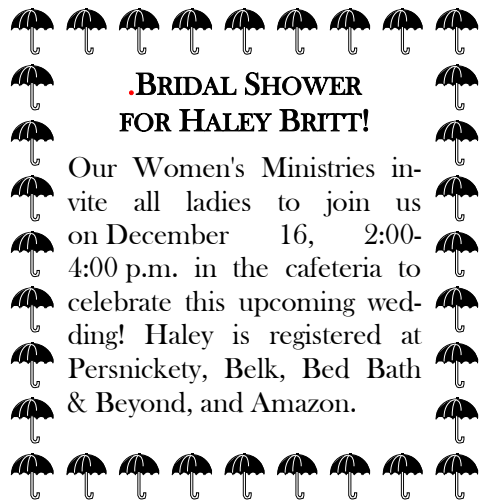 .BRIDAL SHOWER
FOR HALEY BRITT!
Our Women's Ministries in-
vite all ladies to join us
on December 16, 2:00-
4:00 p.m. in the cafeteria to
celebrate this upcoming wed-
ding! Haley is registered at
Persnickety, Belk, Bed Bath
& Beyond, and Amazon.